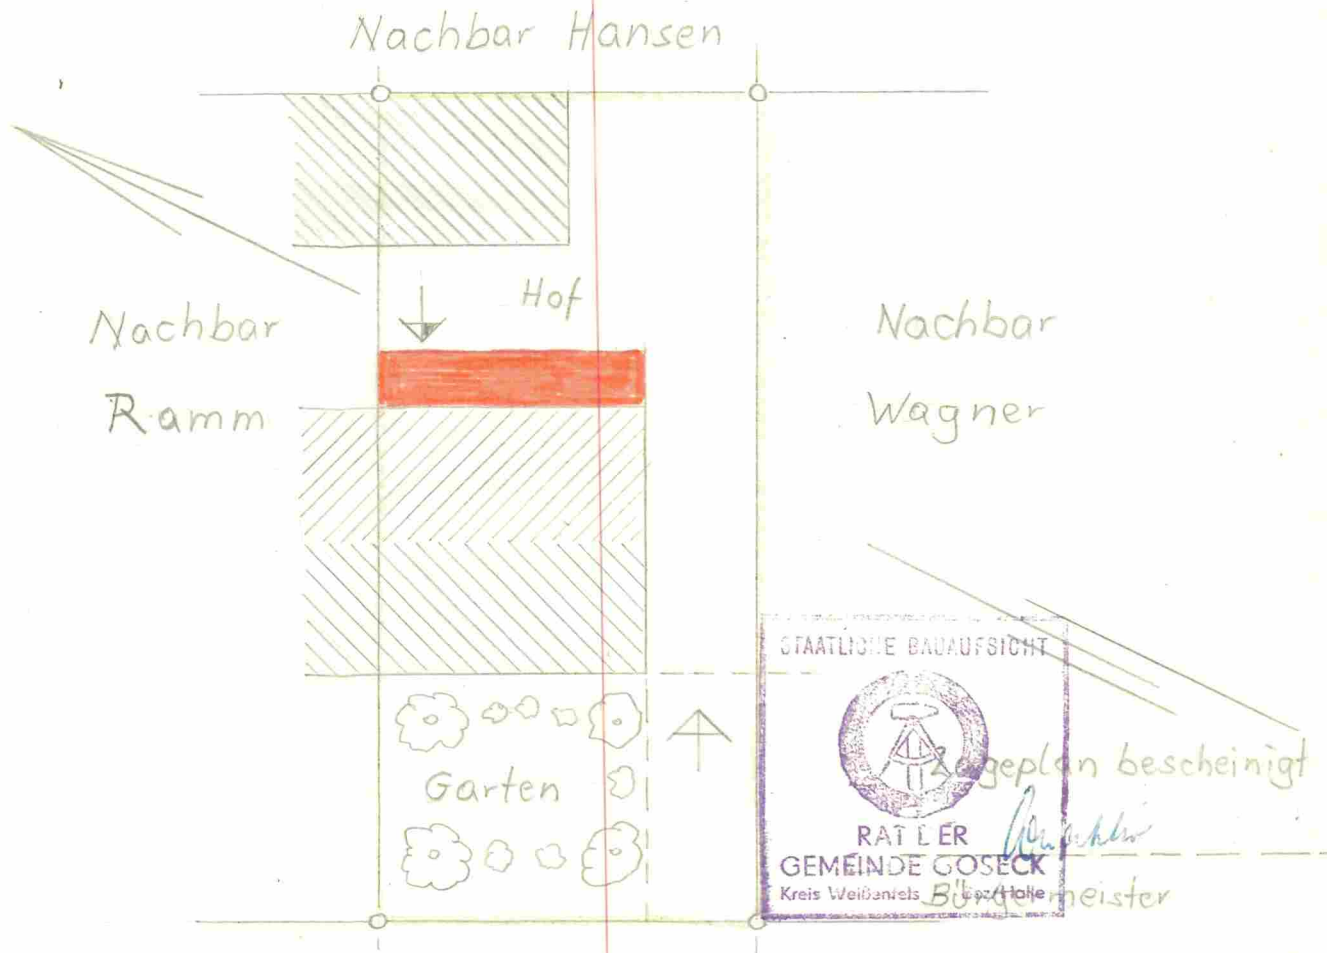 Nachbar Hansen
Hof
Nachbar
Ramm
Nachbar
Wagner
Garten
STAATLICHE BAUAUFSICHT
RAT DER
GEMEINDE GOSECK
Kreis Weißenfels Bez. Halle
Lageplan bescheinigt
Bürgermeister